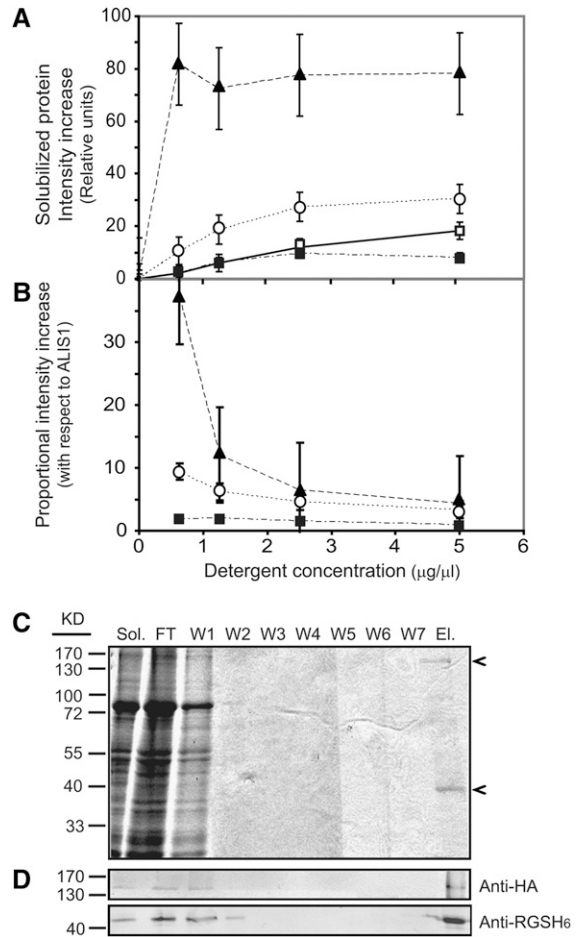 A
Solubilized protein
Intensity increase
(Relative units)
100
80
60
40
20
0
B
Proportional intensity increase
(with respect to ALIS1)
30
20
10
0
0 1 2 3 4 5 6
Detergent concentration (µg/µl)
C
KD Sol. FT W1 W2 W3 W4 W5 W6 W7 El.
170
130
100
72
55
40
33
<
<
D
170
130
Anti-HA
40
Anti-RGSH6